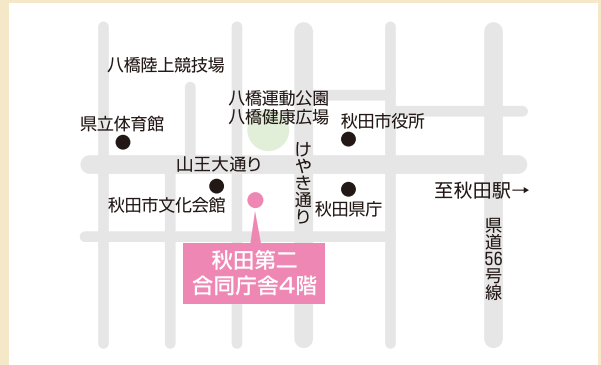 八橋陸上競技場
八橋運動公園
八橋健康広場
県立体育館
秋田市役所
山王大通り
けやき通り
秋田市文化会館
秋田県庁
至秋田駅→
県道56号線
秋田第二
合同庁舎4階